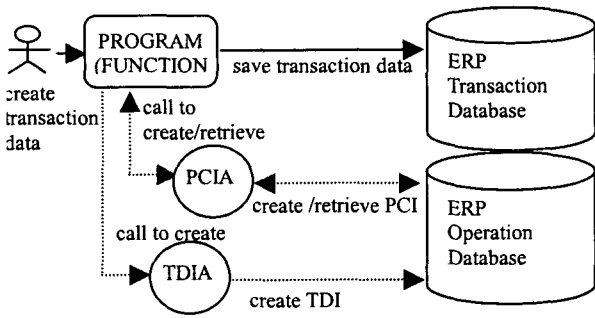 PROGRAM
(FUNCTION
save transaction data
ERP
Transaction
Database
create
transaction
data
call to
create/retrieve
PCIA
create /retrieve PCI
ERP
Operation
Database
call to create
TDIA
create TDI